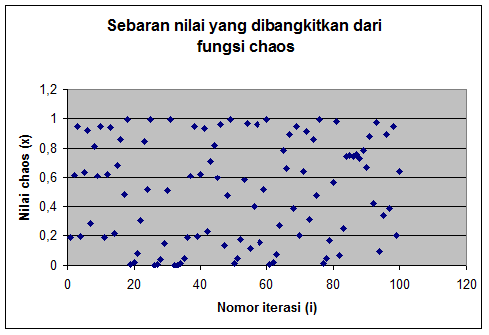 Sebaran nilai yang dibangkitkan dari
fungsi chaos
1,2
1
0,8
0,6
0,4
0,2
0
Nilai chaos (x)
0 20 40 60 80 100 120
Nomor iterasi (i)